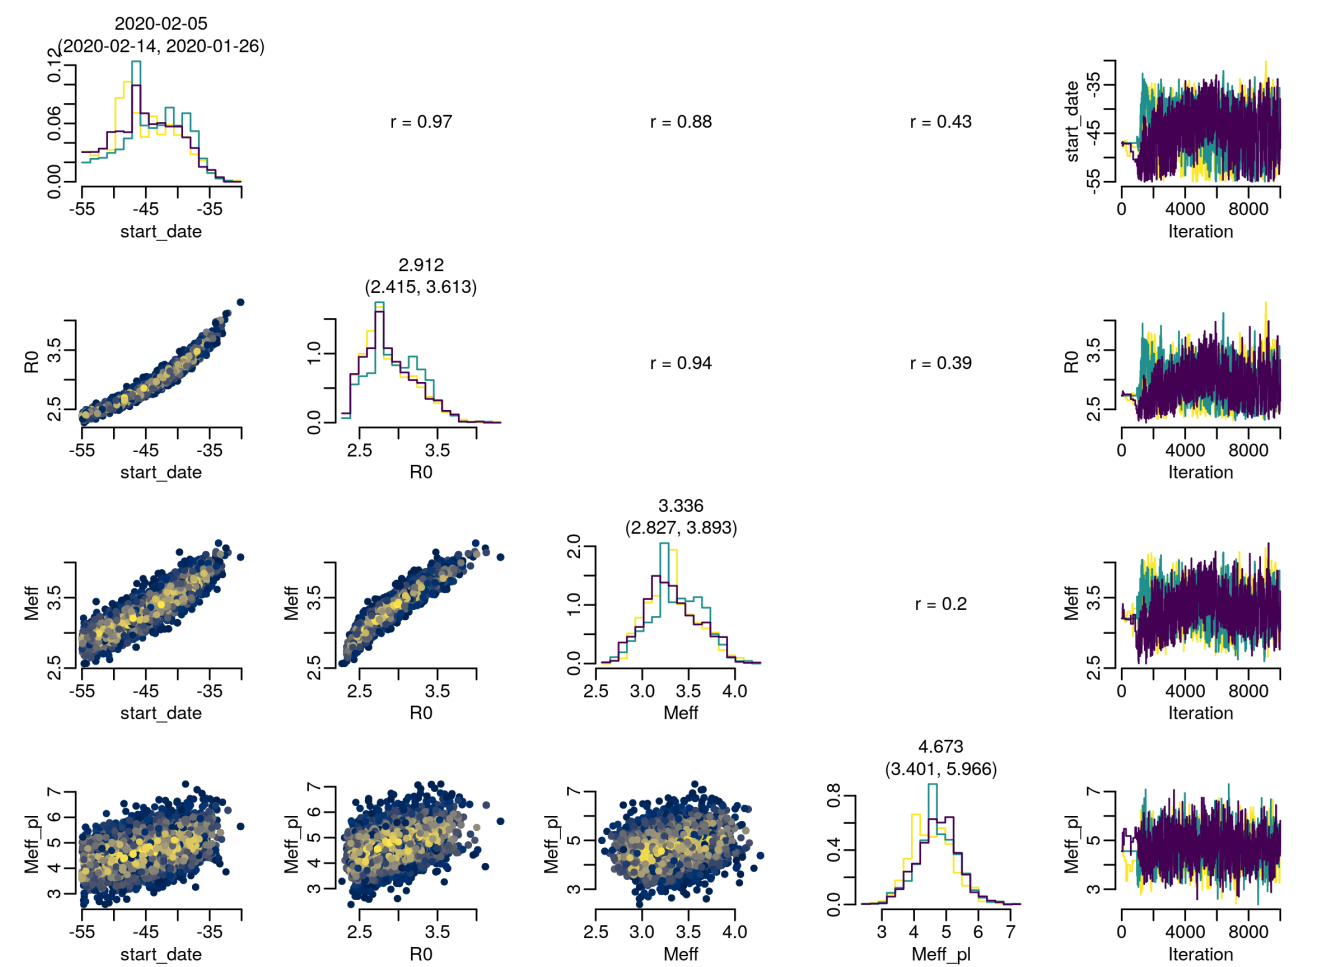 2020-02-05
(2020-02-14, 2020-01-26)
0.00 0.06 0.12
-55 -45 -35
start_date
r = 0.97
r = 0.88
r = 0.43
start_date
-55 -45 -35
0 4000 8000
Iteration
R0
2.5 3.5
-55 -45 -35
start_date
2.912
(2.415, 3.613)
0.0 1.0
2.5 3.5
R0
r = 0.94
r = 0.39
R0
2.5 3.5
0 4000 8000
Iteration
Meff
2.5 3.5
-55 -45 -35
start_date
Meff
2.5 3.5
2.5 3.5
R0
3.336
(2.827, 3.893)
0.0 1.0 2.0
2.5 3.0 3.5 4.0
Meff
r = 0.2
Meff
2.5 3.5
0 4000 8000
Iteration
Meff_pl
3 4 5 6 7
-55 -45 -35
start_date
Meff_pl
3 4 5 6 7
2.5 3.5
R0
Meff_pl
3 5 7
2.5 3.0 3.5 4.0
Meff
4.673
(3.401, 5.966)
0.0 0.4 0.8
3 4 5 6 7
Meff_pl
Meff_pl
3 5 7
0 4000 8000
Iteration